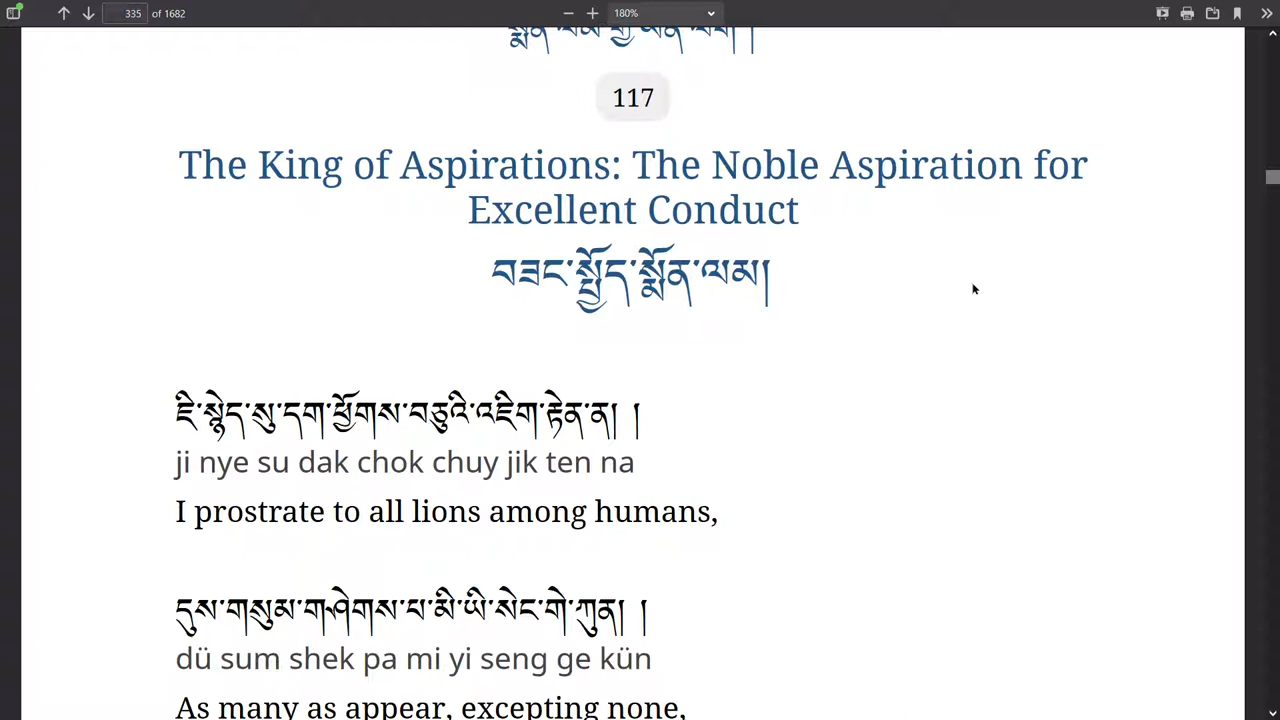 335 of 1682
180%
117
The King of Aspirations: The Noble Aspiration for
Excellent Conduct
བཟང་སྤྱོད་སྨོན་ལམ།
ཇི་སྙེད་སུ་དག་ཕྱོགས་བཅུའི་འཇིག་རྟེན་ན། །
ji nye su dak chok chuy jik ten na
I prostrate to all lions among humans,
དུས་གསུམ་གཤེགས་པ་མི་ཡི་སེང་གེ་ཀུན། །
dü sum shek pa mi yi seng ge kün
As many as appear, excepting none,